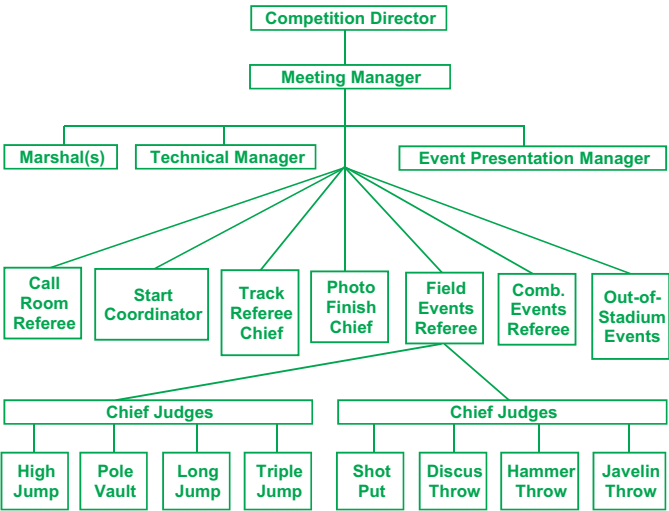 Competition Director
Meeting Manager
Marshal(s)
Technical Manager
Event Presentation Manager
Call
Room
Referee
Start
Coordinator
Track
Referee
Chief
Photo
Finish
Chief
Field
Events
Referee
Comb.
Events
Referee
Out-of-
Stadium
Events
Chief Judges
Chief Judges
High
Jump
Pole
Vault
Long
Jump
Triple
Jump
Shot
Put
Discus
Throw
Hammer
Throw
Javelin
Throw